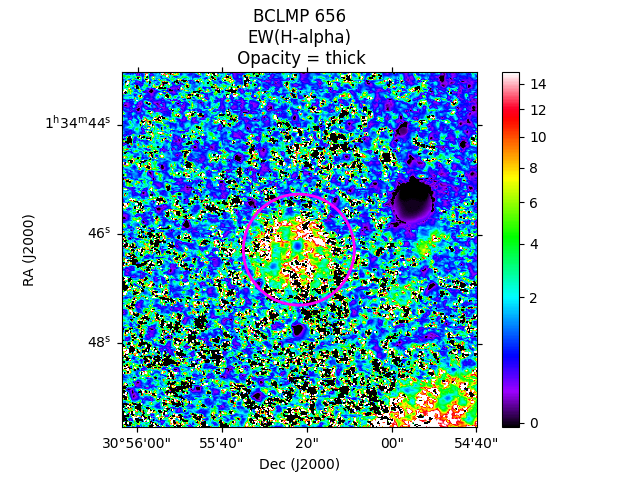 BCLMP 656
EW(H-alpha)
Opacity = thick
RA (J2000)
1h34m44s
46s
48s
30°56'00" 55'40" 20" 00" 54'40"
Dec (J2000)
14
12
10
8
6
4
2
0